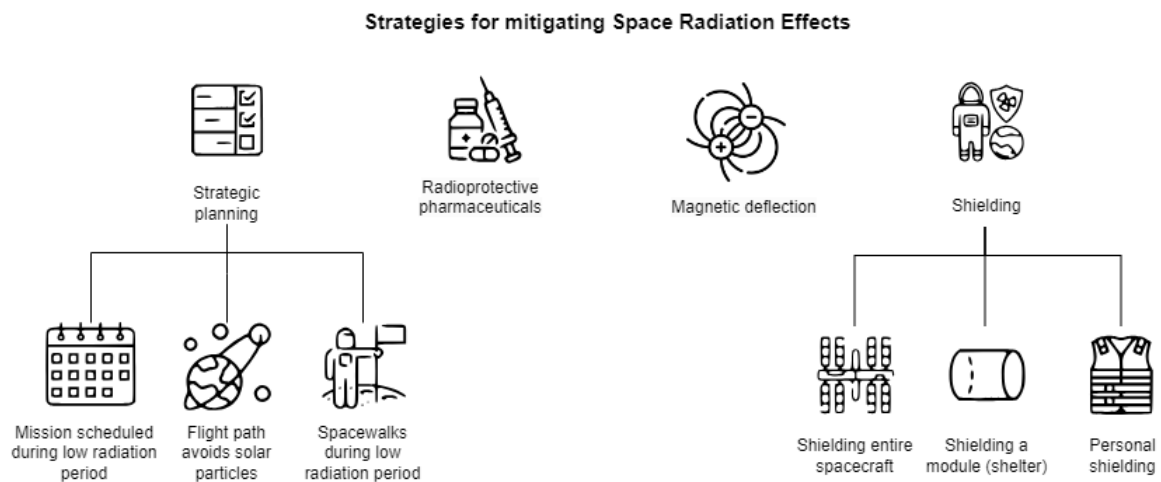 Strategies for mitigating Space Radiation Effects
Strategic
planning
Radioprotective
pharmaceuticals
Magnetic deflection
Shielding
Mission scheduled
during low radiation
period
Flight path
avoids solar
particles
Spacewalks
during low
radiation period
Shielding entire
spacecraft
Shielding a
module (shelter)
Personal
shielding